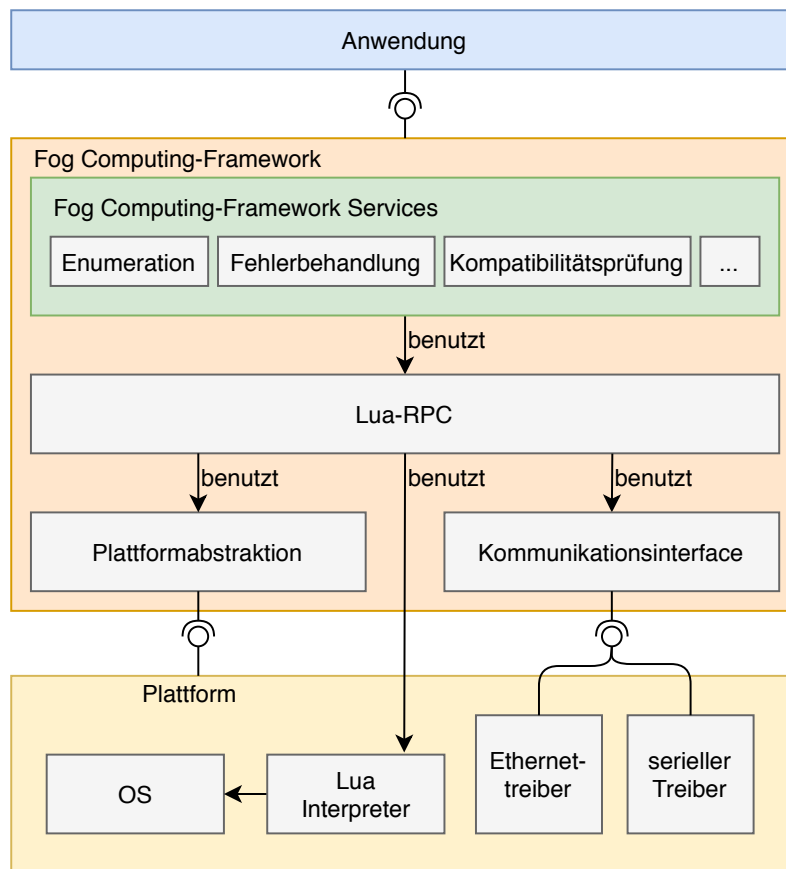 Anwendung
Fog Computing-Framework
Fog Computing-Framework Services
Enumeration
Fehlerbehandlung
Kompatibilitätsprüfung
...
benutzt
Lua-RPC
benutzt
benutzt
benutzt
Plattformabstraktion
Kommunikationsinterface
Plattform
OS
Lua
Interpreter
Ethernet-
treiber
serieller
Treiber